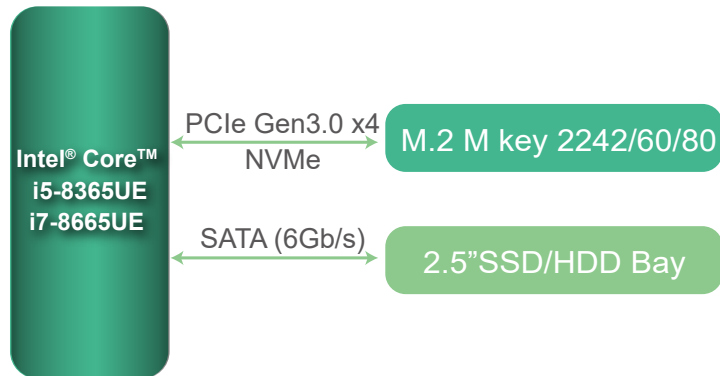 Intel® Core™
i5-8365UE
i7-8665UE
PCIe Gen3.0 x4
NVMe
M.2 M key 2242/60/80
SATA (6Gb/s)
2.5”SSD/HDD Bay